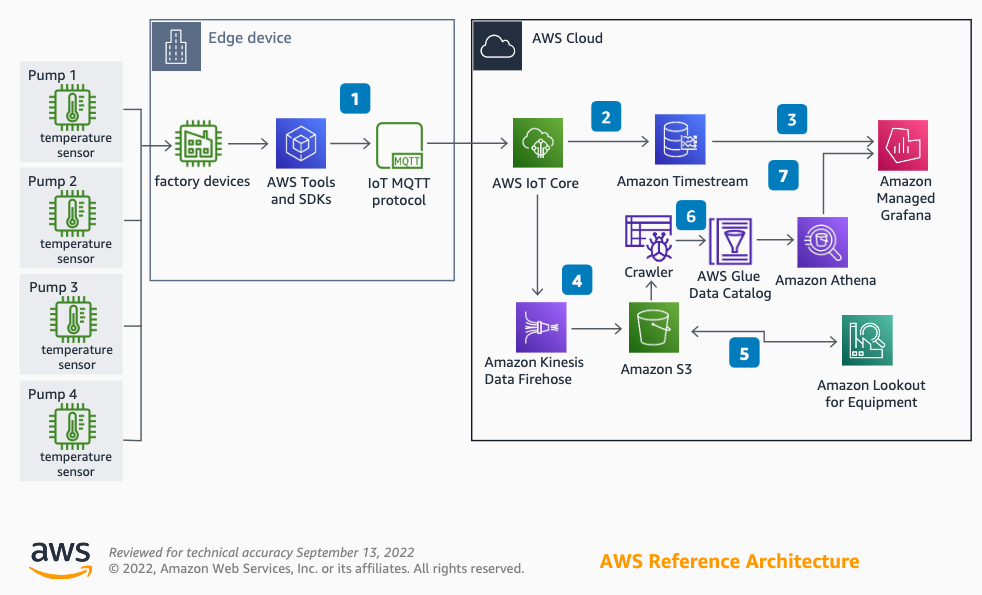 Edge device
AWS Cloud
Pump 1
temperature
sensor
Pump 2
temperature
sensor
Pump 3
temperature
sensor
Pump 4
temperature
sensor
1
factory devices
AWS Tools
and SDKs
MQTT
IoT MQTT
protocol
2
3
AWS IoT Core
Amazon Timestream
7
Amazon
Managed
Grafana
6
Crawler
AWS Glue
Data Catalog
Amazon Athena
4
Amazon Kinesis
Data Firehose
Amazon S3
5
Amazon Lookout
for Equipment
aws
Reviewed for technical accuracy September 13, 2022
© 2022, Amazon Web Services, Inc. or its affiliates. All rights reserved.
AWS Reference Architecture